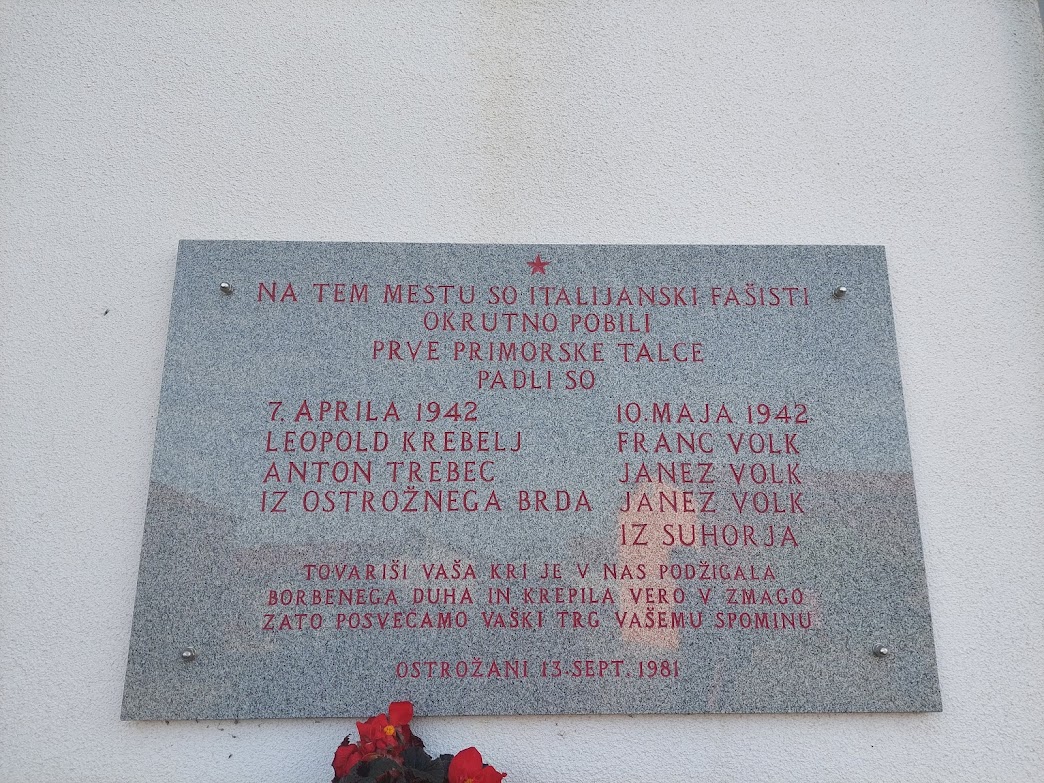 NA TEM MESTU SO ITALIJANSKI FAŠISTI
OKRUTNO POBILI
PRVE PRIMORSKE TALCE
PADLI SO
7. APRILA 1942
LEOPOLD KREBELJ
ANTON TREBEC
IZ OSTROŽNEGA BRDA
10. MAJA 1942
FRANC VOLK
JANEZ VOLK
JANEZ VOLK
IZ SUHORJA
TOVARIŠI VAŠA KRI JE V NAS PODŽIGALA
BORBENEGA DUHA IN KREPILA VERO V ZMAGO
ZATO POSVEČAMO VAŠKI TRG VAŠEMU SPOMINU
OSTROŽANI 13. SEPT. 1981